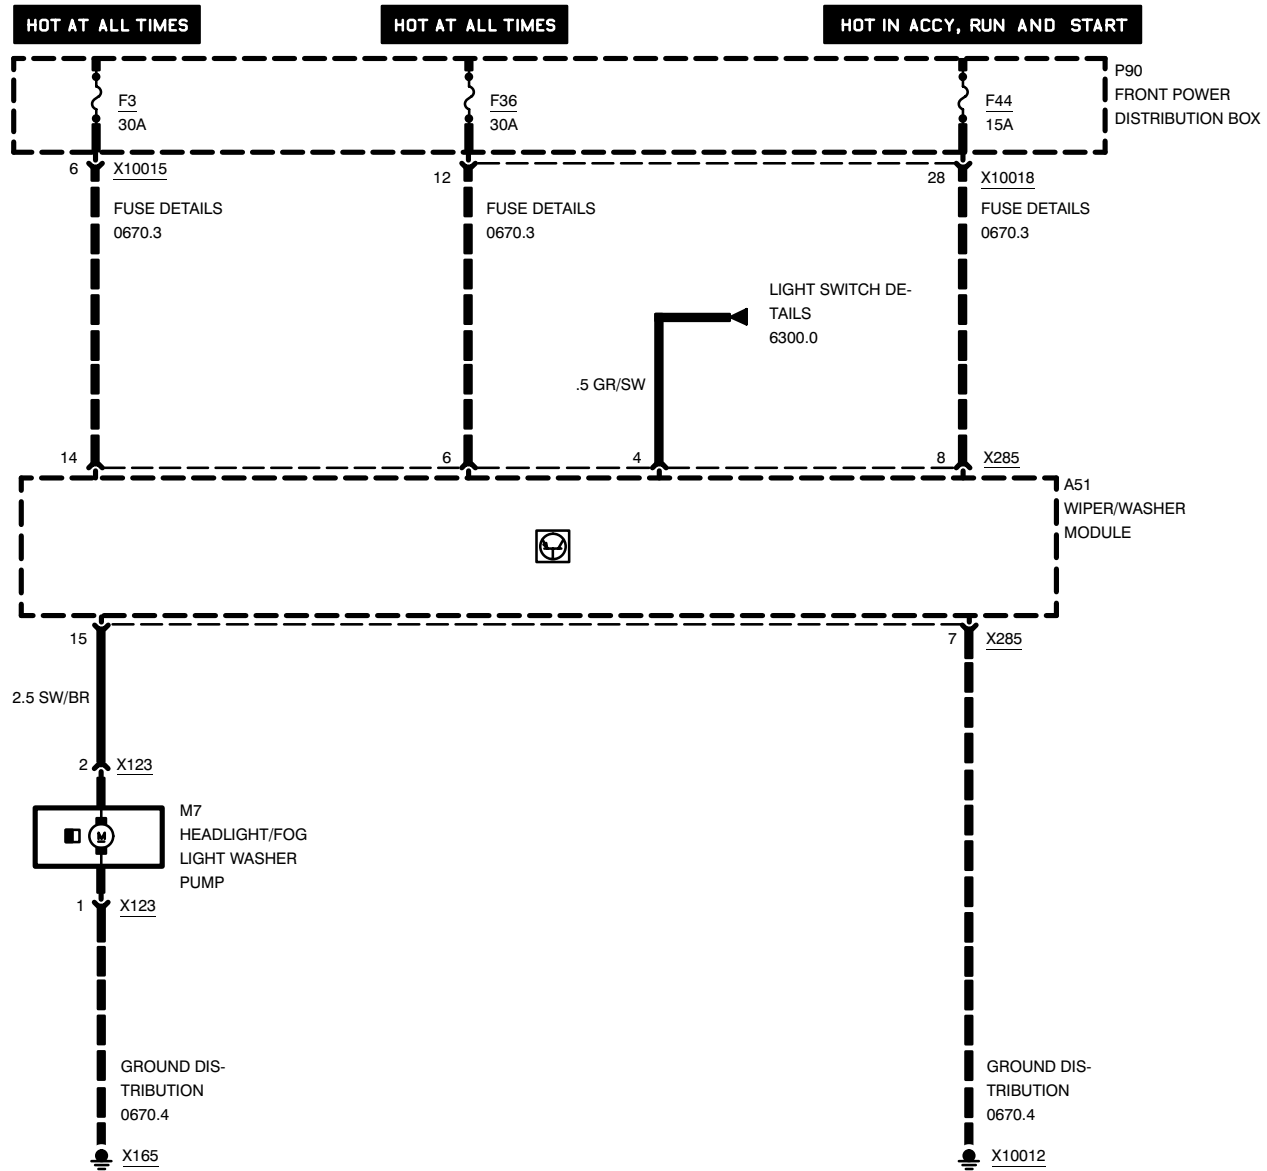 HOT AT ALL TIMES
HOT AT ALL TIMES
HOT IN ACCY, RUN AND START
P90
FRONT POWER
DISTRIBUTION BOX
F3
30A
F36
30A
F44
15A
6 X10015
12
28 X10018
FUSE DETAILS
0670.3
FUSE DETAILS
0670.3
FUSE DETAILS
0670.3
LIGHT SWITCH DE-
TAILS
6300.0
.5 GR/SW
14
6
4
8 X285
A51
WIPER/WASHER
MODULE
15
7 X285
2.5 SW/BR
2 X123
M7
HEADLIGHT/FOG
LIGHT WASHER
PUMP
M
1 X123
GROUND DIS-
TRIBUTION
0670.4
GROUND DIS-
TRIBUTION
0670.4
X165
X10012